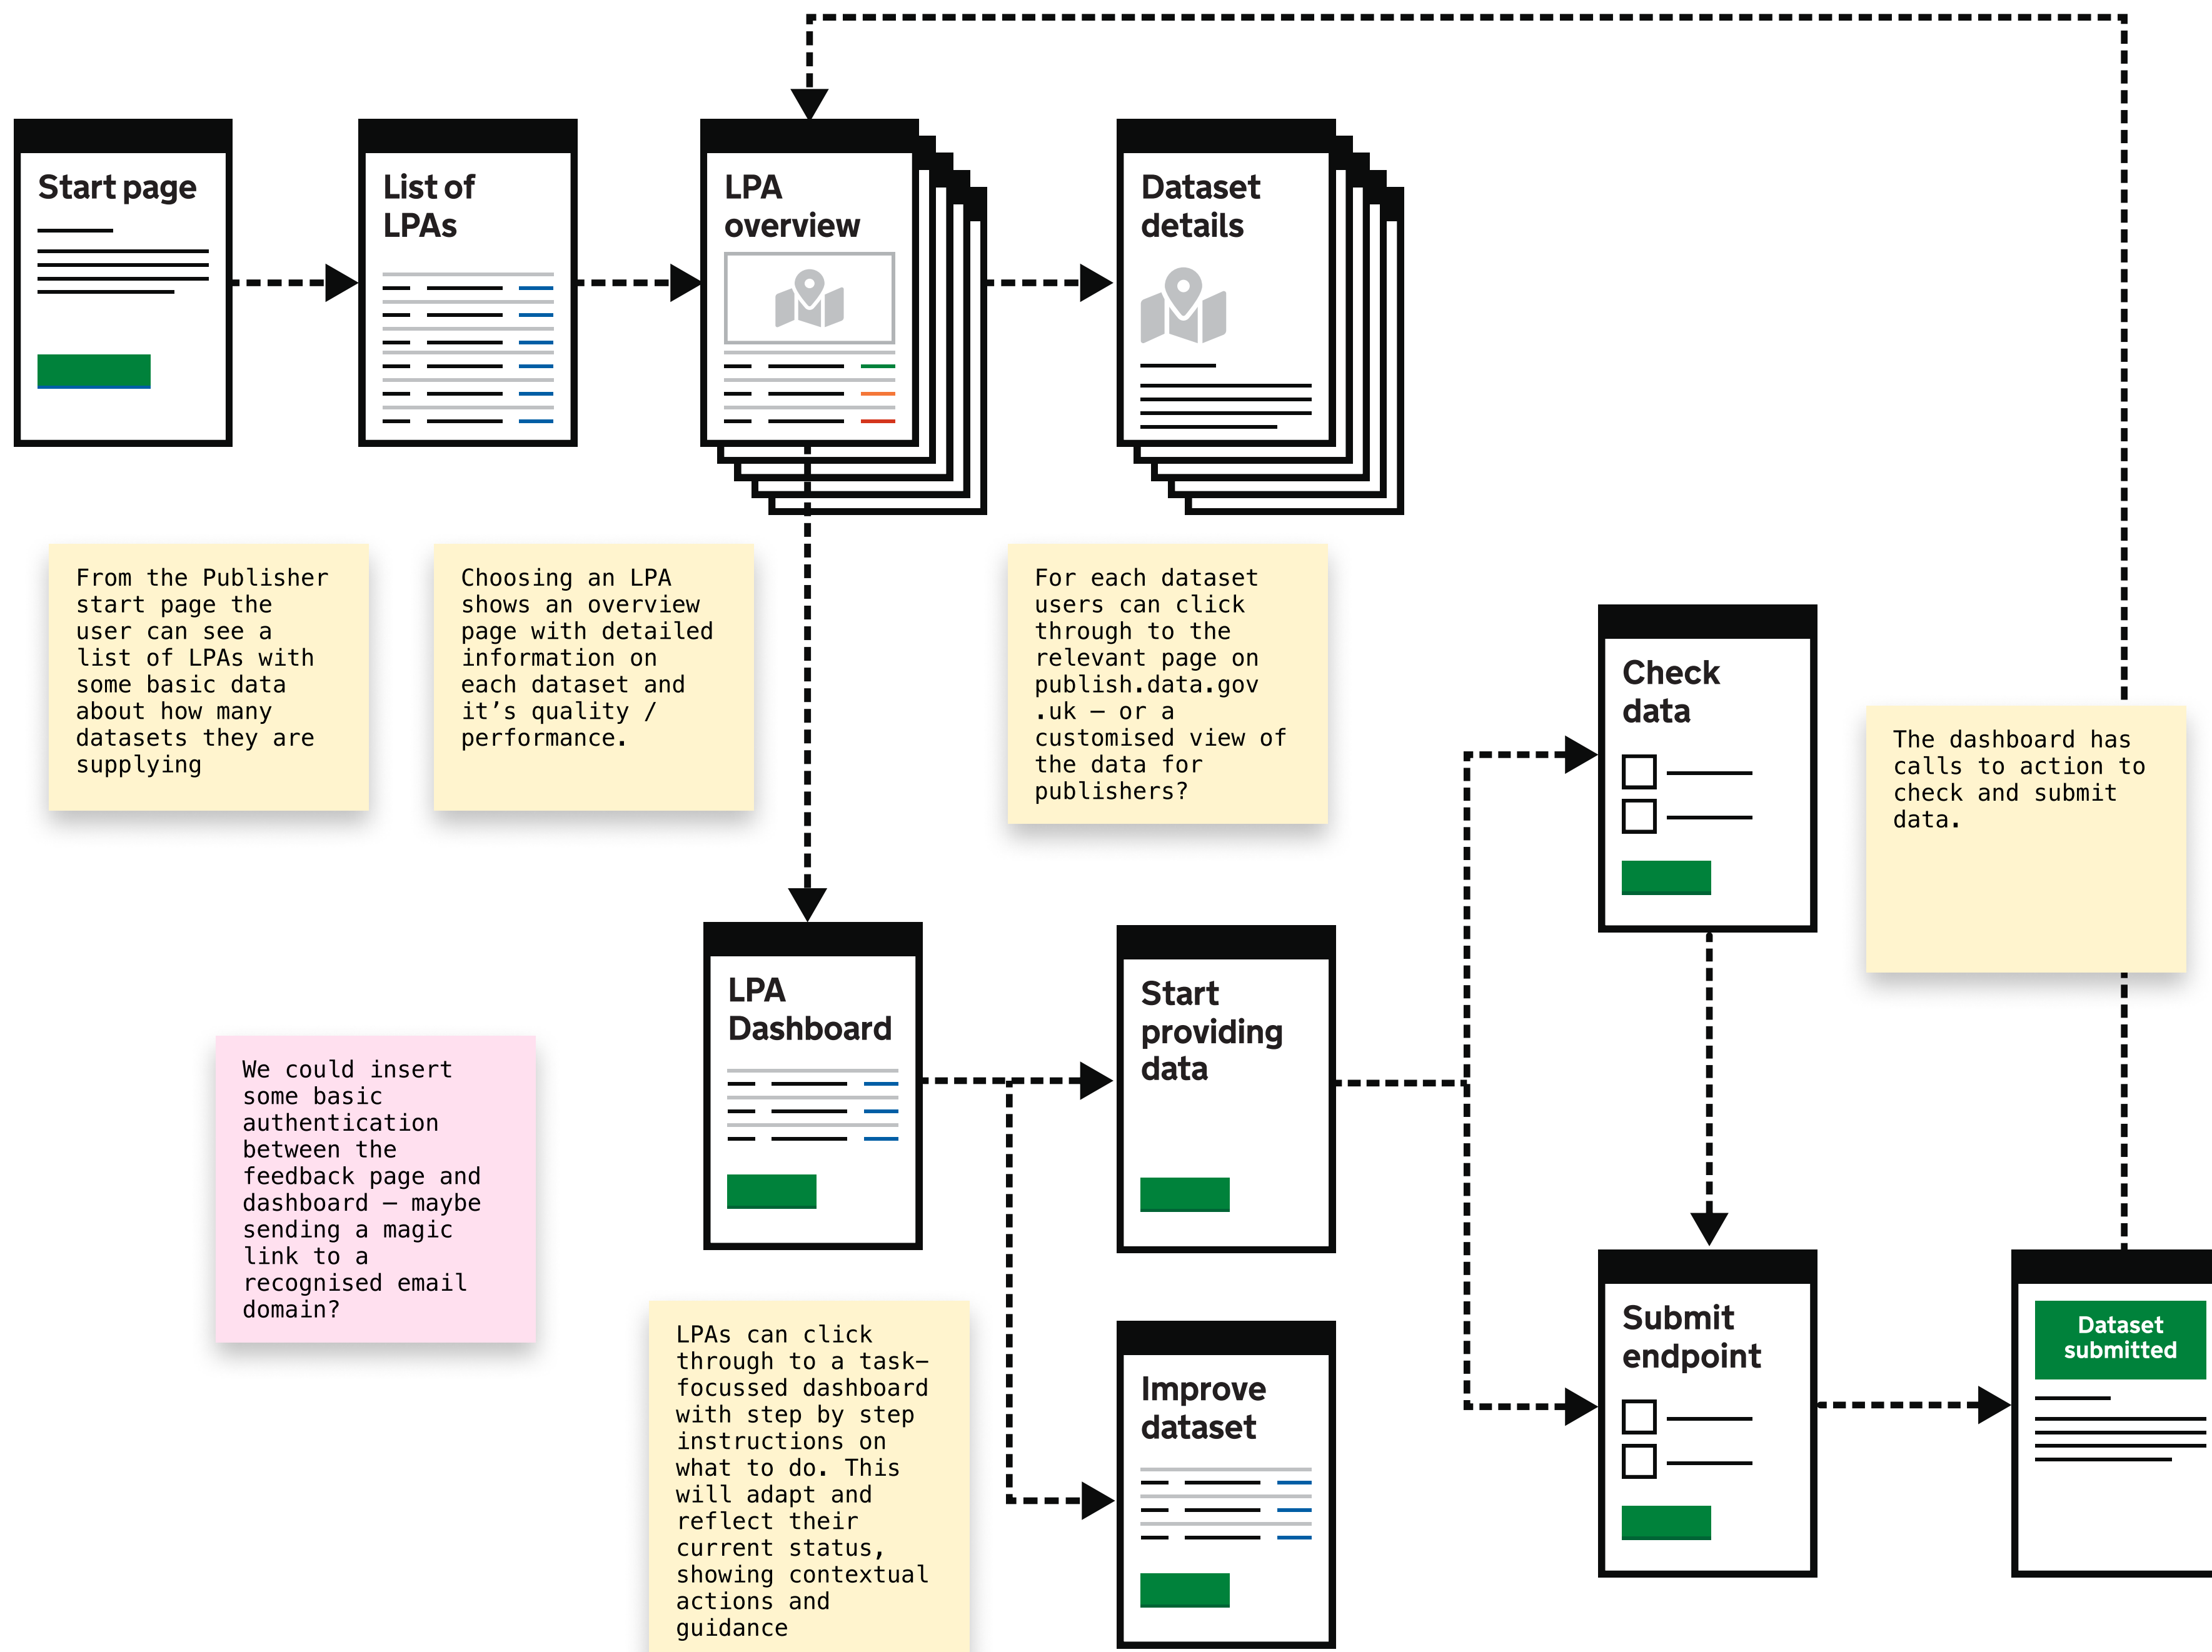 Start page
List of
LPAs
LPA
overview
Dataset
details
From the Publisher
start page the
user can see a
list of LPAs with
some basic data
about how many
datasets they are
supplying
Choosing an LPA
shows an overview
page with detailed
information on
each dataset and
it’s quality /
performance.
For each dataset
users can click
through to the
relevant page on
publish.data.gov
.uk – or a
customised view of
the data for
publishers?
Check
data
The dashboard has
calls to action to
check and submit
data.
LPA
Dashboard
Start
providing
data
We could insert
some basic
authentication
between the
feedback page and
dashboard – maybe
sending a magic
link to a
recognised email
domain?
LPAs can click
through to a task-
focussed dashboard
with step by step
instructions on
what to do. This
will adapt and
reflect their
current status,
showing contextual
actions and
guidance
Improve
dataset
Submit
endpoint
Dataset
submitted